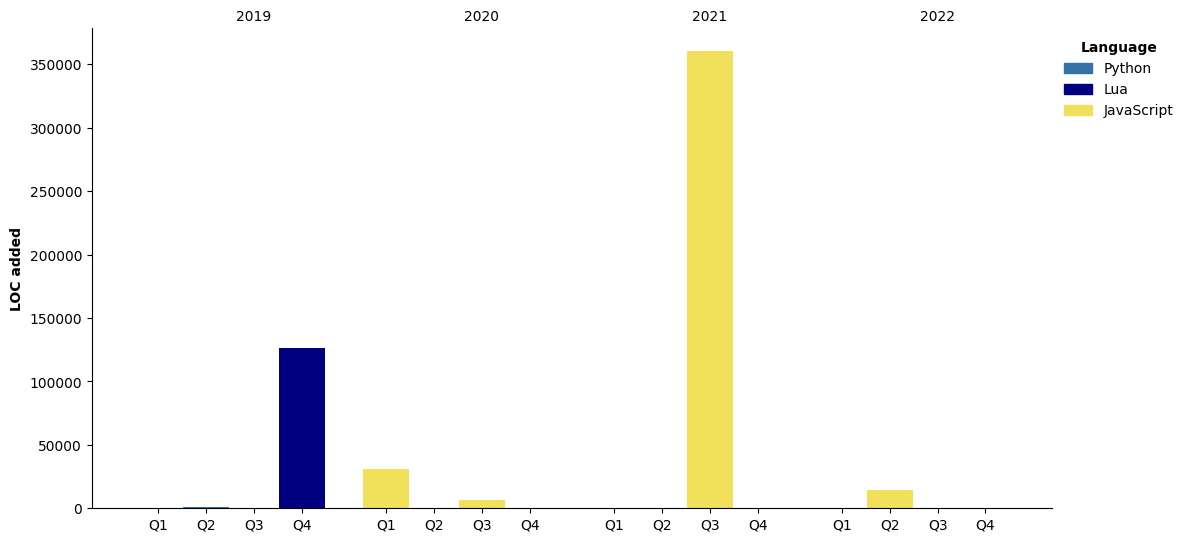 2019 2020 2021 2022
Language
Python
Lua
JavaScript
LOC added
350000
300000
250000
200000
150000
100000
50000
0
Q1 Q2 Q3 Q4 Q1 Q2 Q3 Q4 Q1 Q2 Q3 Q4 Q1 Q2 Q3 Q4